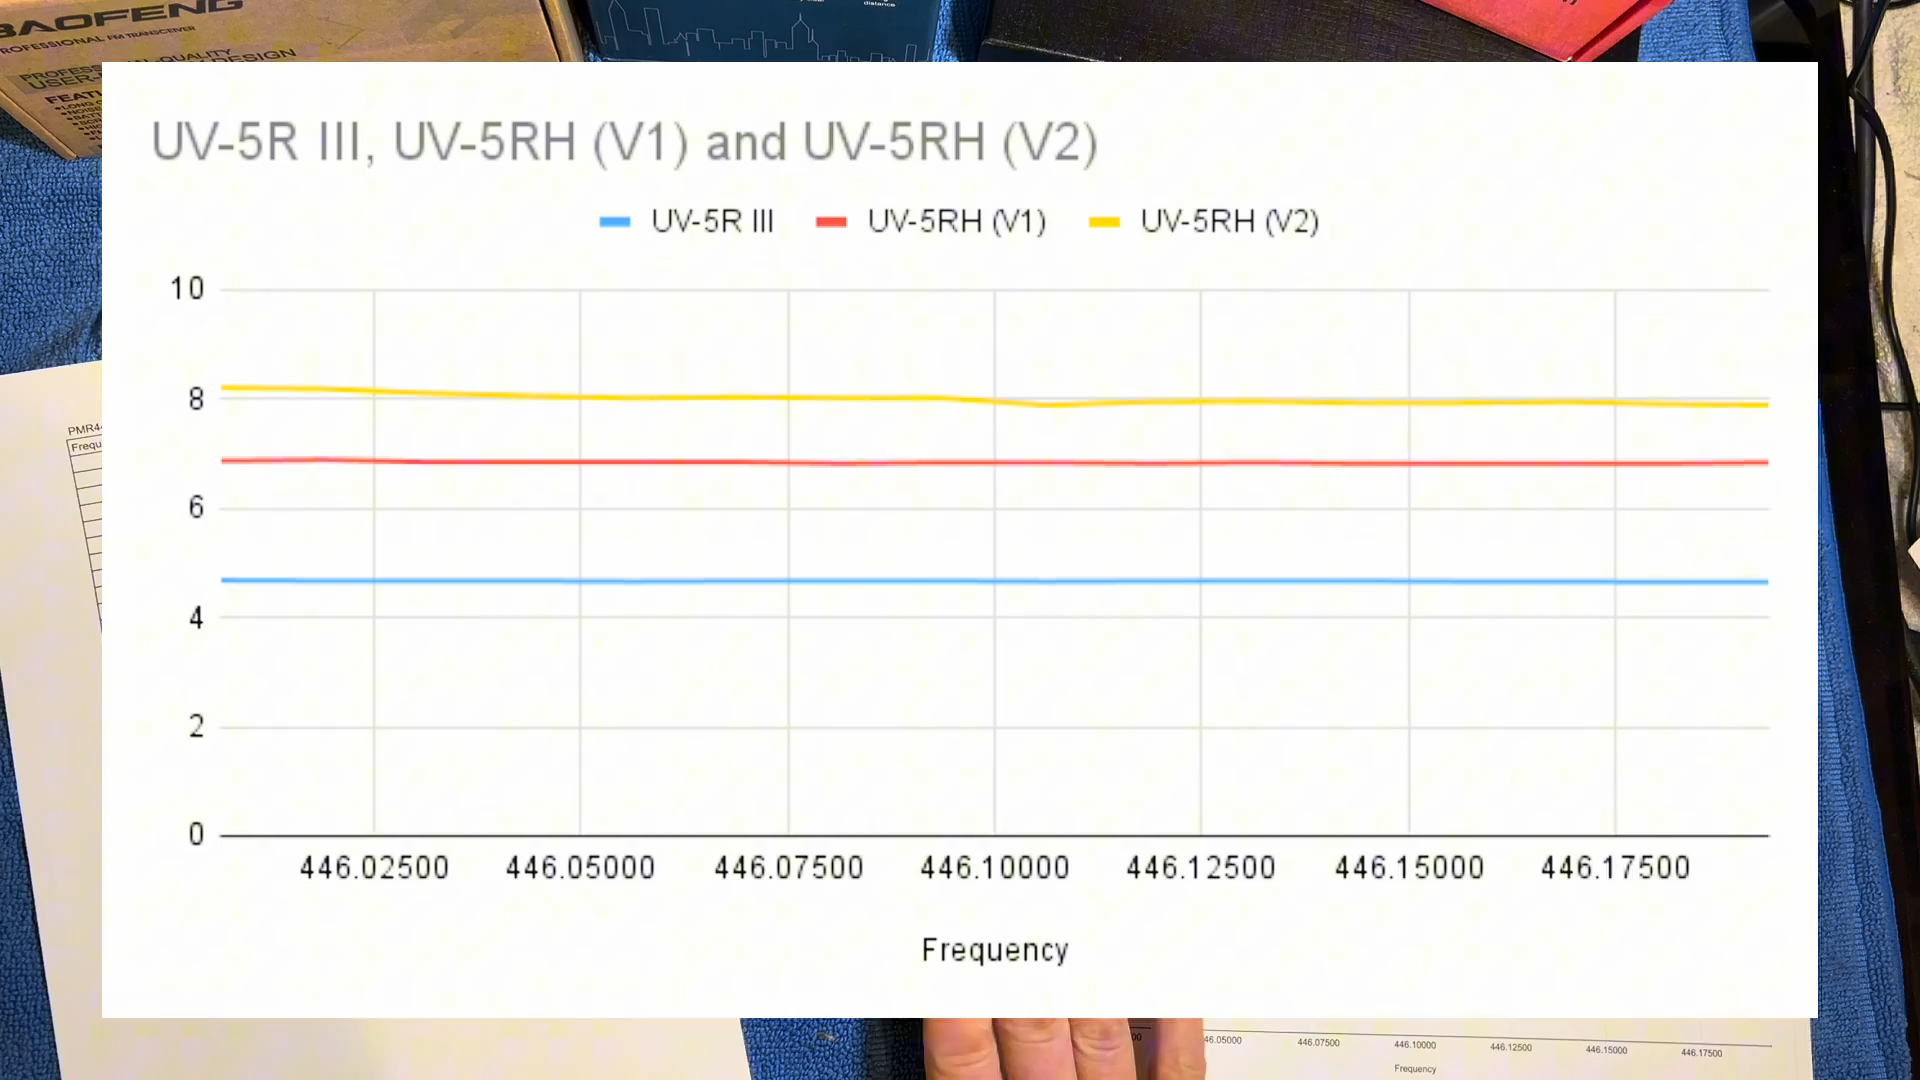 BAOFENG
PROFESSIONAL FM TRANSCEIVER
distance
UV-5R III, UV-5RH (V1) and UV-5RH (V2)
UV-5R III
UV-5RH (V1)
UV-5RH (V2)
10
8
6
4
2
0
446.02500 446.05000 446.07500 446.10000 446.12500 446.15000 446.17500
Frequency
446.07500 446.10000 446.12500 446.15000 446.17500
Frequency